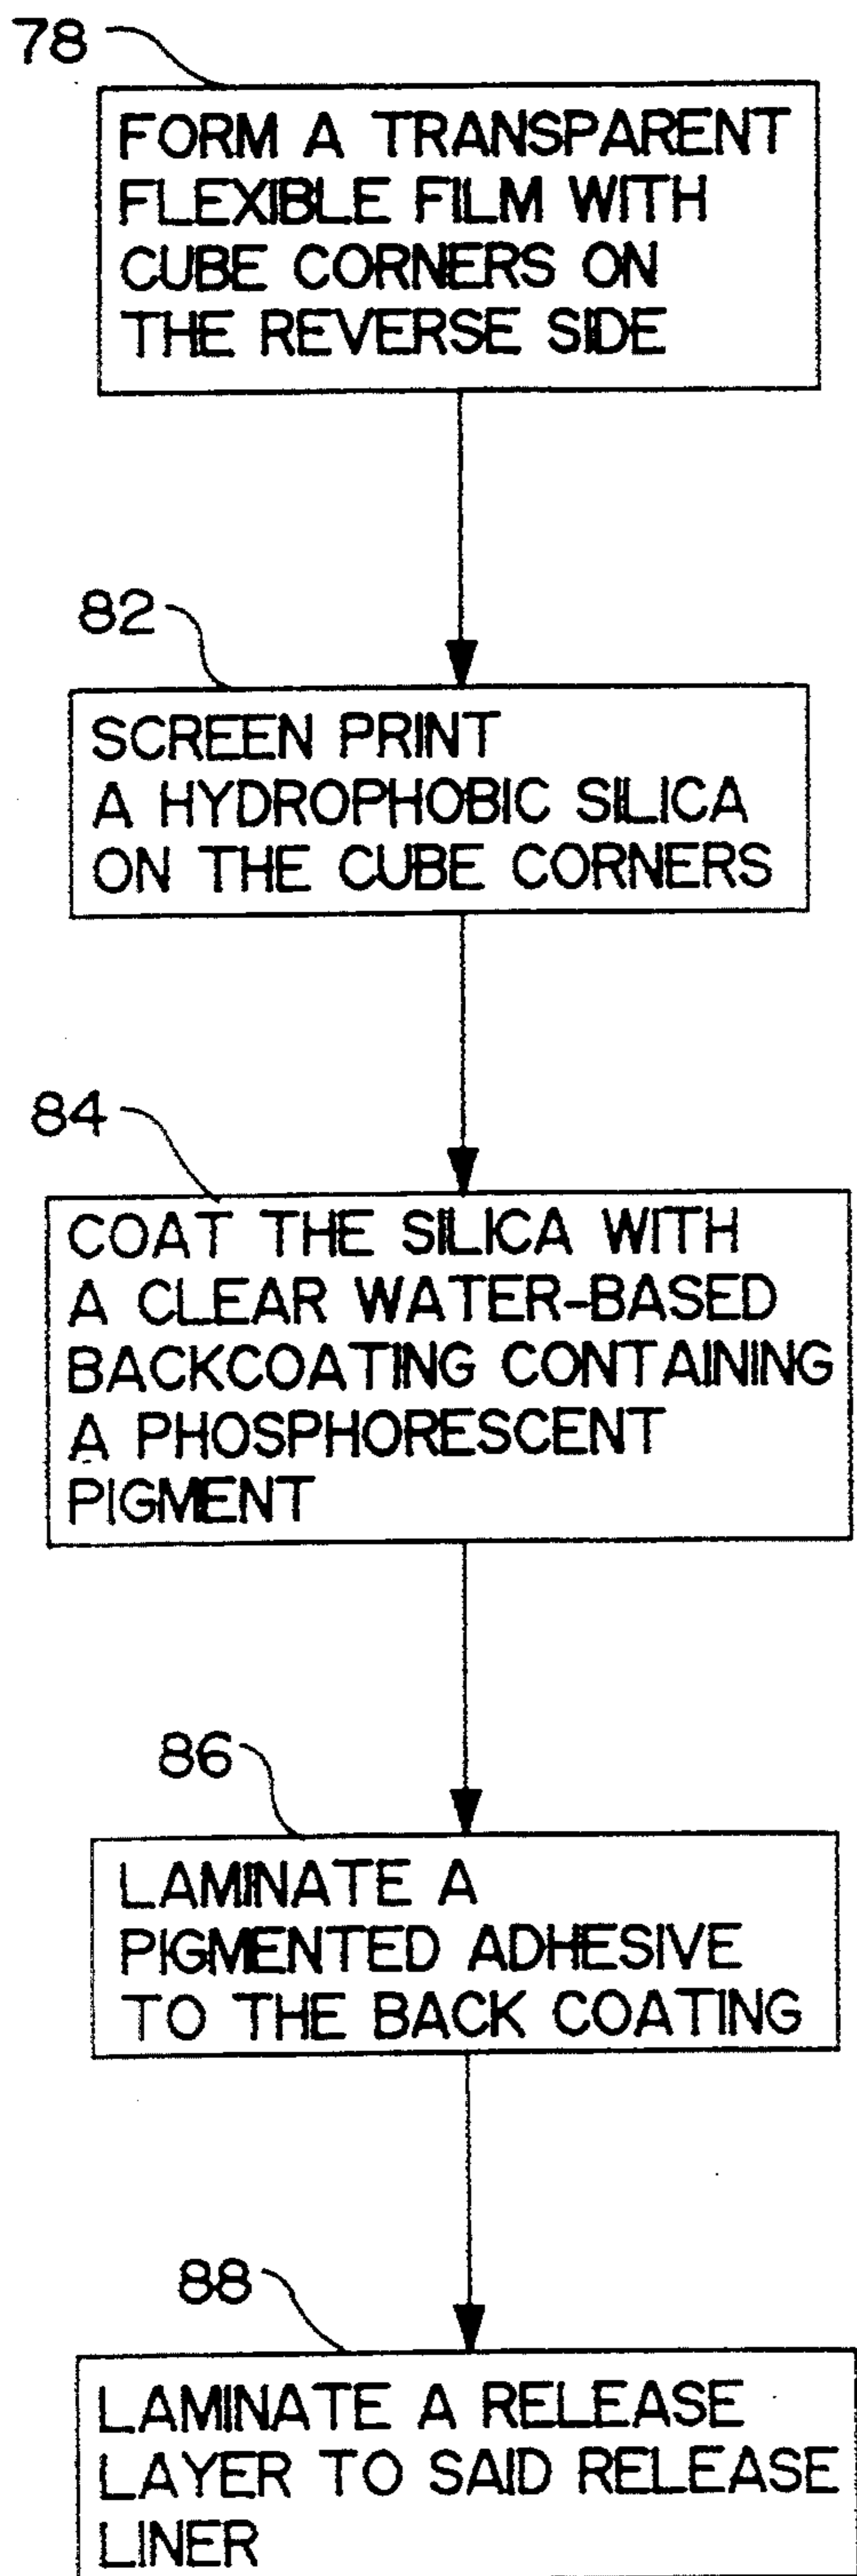 78
FORM A TRANSPARENT
FLEXIBLE FILM WITH
CUBE CORNERS ON
THE REVERSE SIDE
82
SCREEN PRINT
A HYDROPHOBIC SILICA
ON THE CUBE CORNERS
84
COAT THE SILICA WITH
A CLEAR WATER-BASED
BACKCOATING CONTAINING
A PHOSPHORESCENT
PIGMENT
86
LAMINATE A
PIGMENTED ADHESIVE
TO THE BACK COATING
88
LAMINATE A RELEASE
LAYER TO SAID RELEASE
LINER